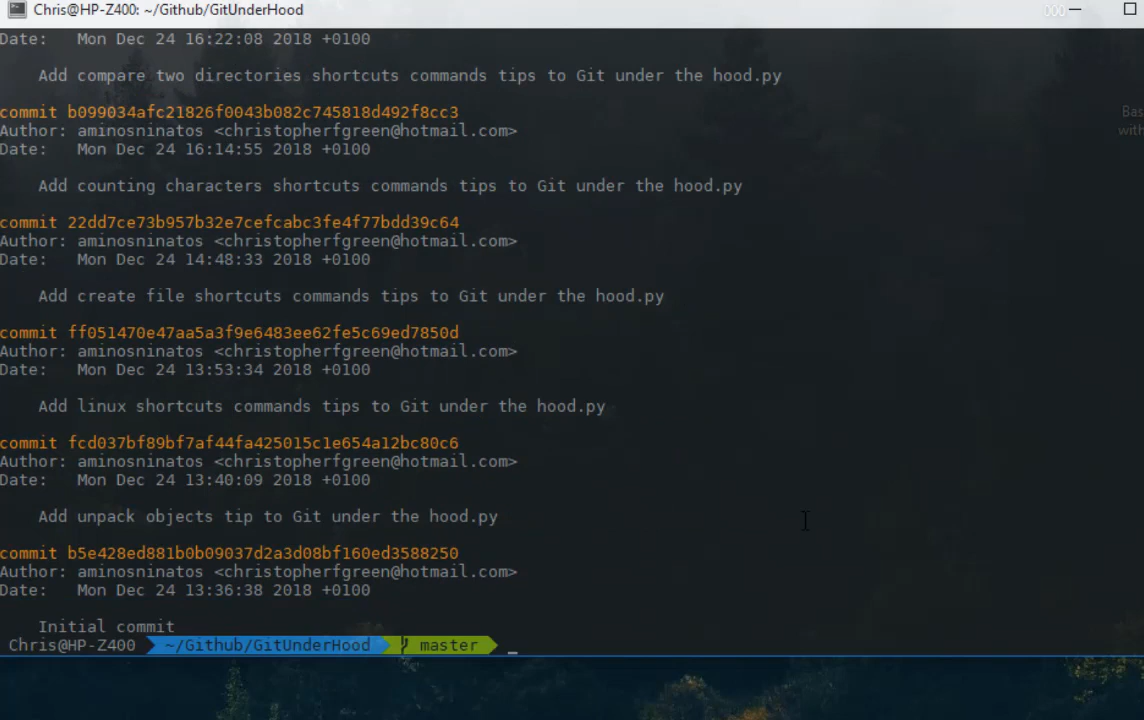 Chris@HP-Z400: ~/Github/GitUnderHood
Date:   Mon Dec 24 16:22:08 2018 +0100
    Add compare two directories shortcuts commands tips to Git under the hood.py
commit b099034afc21826f0043b082c745818d492f8cc3
Author: aminosninatos <christopherfgreen@hotmail.com>
Date:   Mon Dec 24 16:14:55 2018 +0100
    Add counting characters shortcuts commands tips to Git under the hood.py
commit 22dd7ce73b957b32e7cefcabc3fe4f77bdd39c64
Author: aminosninatos <christopherfgreen@hotmail.com>
Date:   Mon Dec 24 14:48:33 2018 +0100
    Add create file shortcuts commands tips to Git under the hood.py
commit ff051470e47aa5a3f9e6483ee62fe5c69ed7850d
Author: aminosninatos <christopherfgreen@hotmail.com>
Date:   Mon Dec 24 13:53:34 2018 +0100
    Add linux shortcuts commands tips to Git under the hood.py
commit fcd037bf89bf7af44fa425015c1e654a12bc80c6
Author: aminosninatos <christopherfgreen@hotmail.com>
Date:   Mon Dec 24 13:40:09 2018 +0100
    Add unpack objects tip to Git under the hood.py
commit b5e428ed881b0b09037d2a3d08bf160ed3588250
Author: aminosninatos <christopherfgreen@hotmail.com>
Date:   Mon Dec 24 13:36:38 2018 +0100
    Initial commit
Chris@HP-Z400 ~/Github/GitUnderHood master _